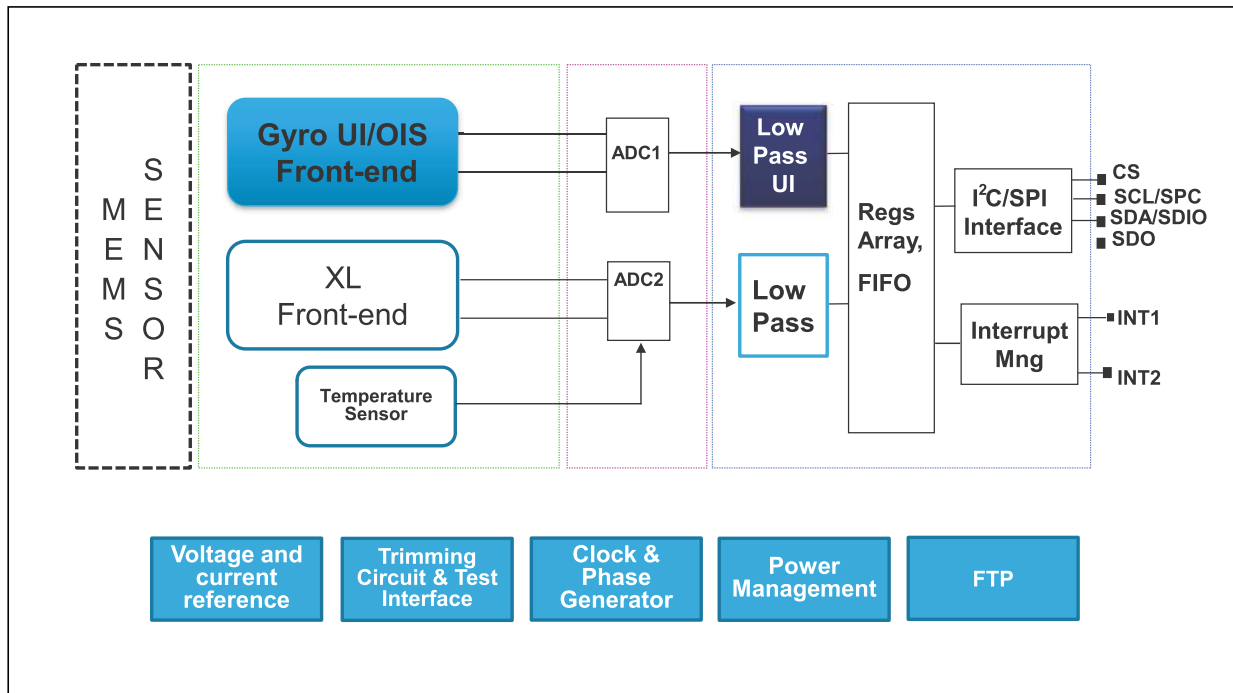 MEMS
SENSOR
Gyro UI/OIS
Front-end
XL
Front-end
Temperature
Sensor
ADC1
ADC2
Low
Pass
UI
Low
Pass
Regs
Array,
FIFO
I²C/SPI
Interface
Interrupt
Mng
CS
SCL/SPC
SDA/SDIO
SDO
INT1
INT2
Voltage and
current
reference
Trimming
Circuit & Test
Interface
Clock &
Phase
Generator
Power
Management
FTP